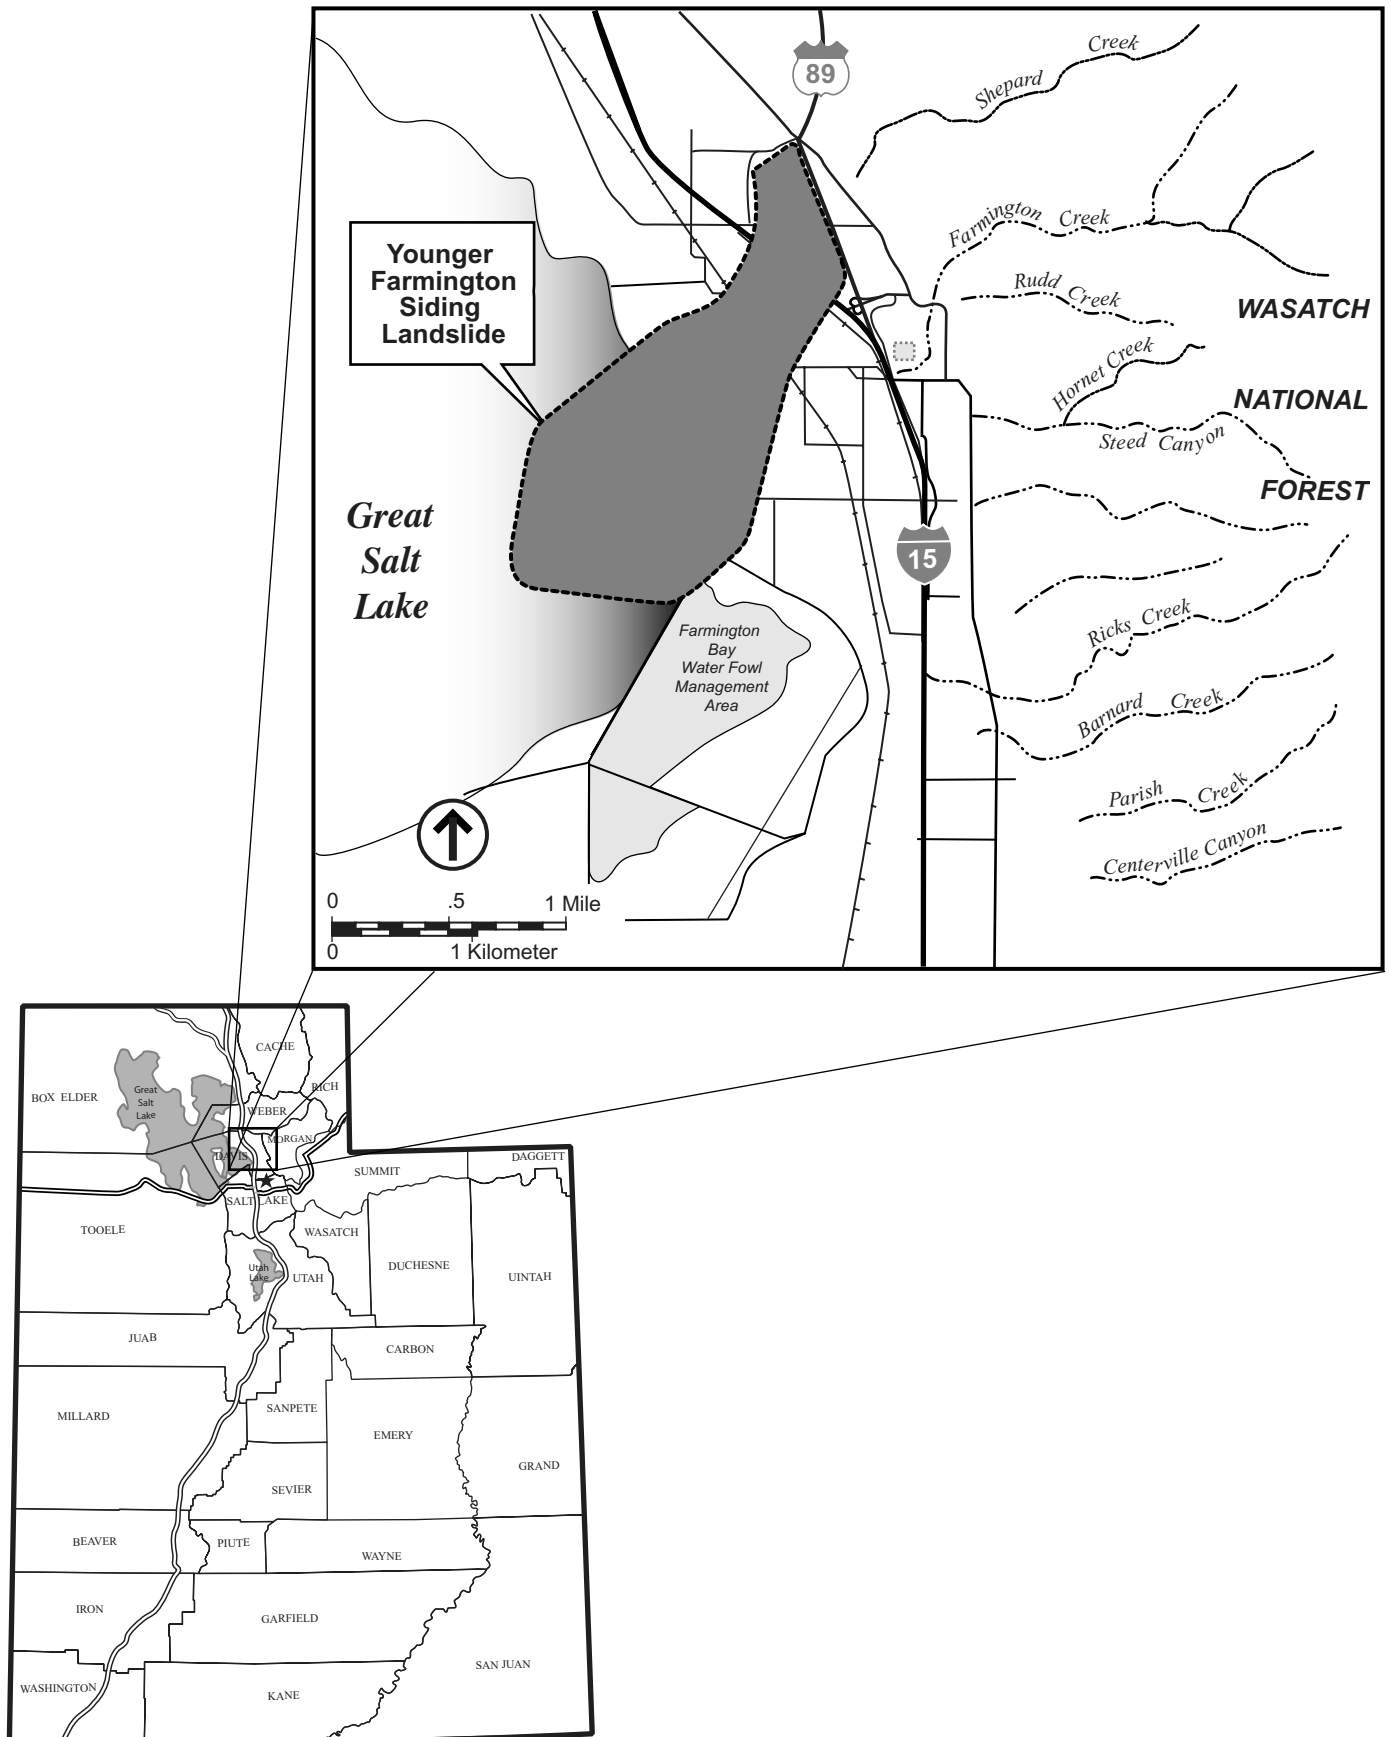 89
Shepard Creek
Farmington Creek
Rudd Creek
WASATCH
Hornet Creek
NATIONAL
Steed Canyon
FOREST
Younger
Farmington
Siding
Landslide
Great
Salt
Lake
15
Farmington
Bay
Water Fowl
Management
Area
Ricks Creek
Barnard Creek
Parish Creek
Centerville Canyon
0 .5 1 Mile
0 1 Kilometer
CACHE
RICH
BOX ELDER
Great
Salt
Lake
WEBER
MORGAN
DAVIS
SUMMIT
DAGGETT
SALT LAKE
TOOELE
WASATCH
DUCHESNE
UINTAH
Utah
Lake
UTAH
JUAB
CARBON
SANPETE
MILLARD
EMERY
GRAND
SEVIER
BEAVER
PIUTE
WAYNE
IRON
GARFIELD
SAN JUAN
WASHINGTON
KANE